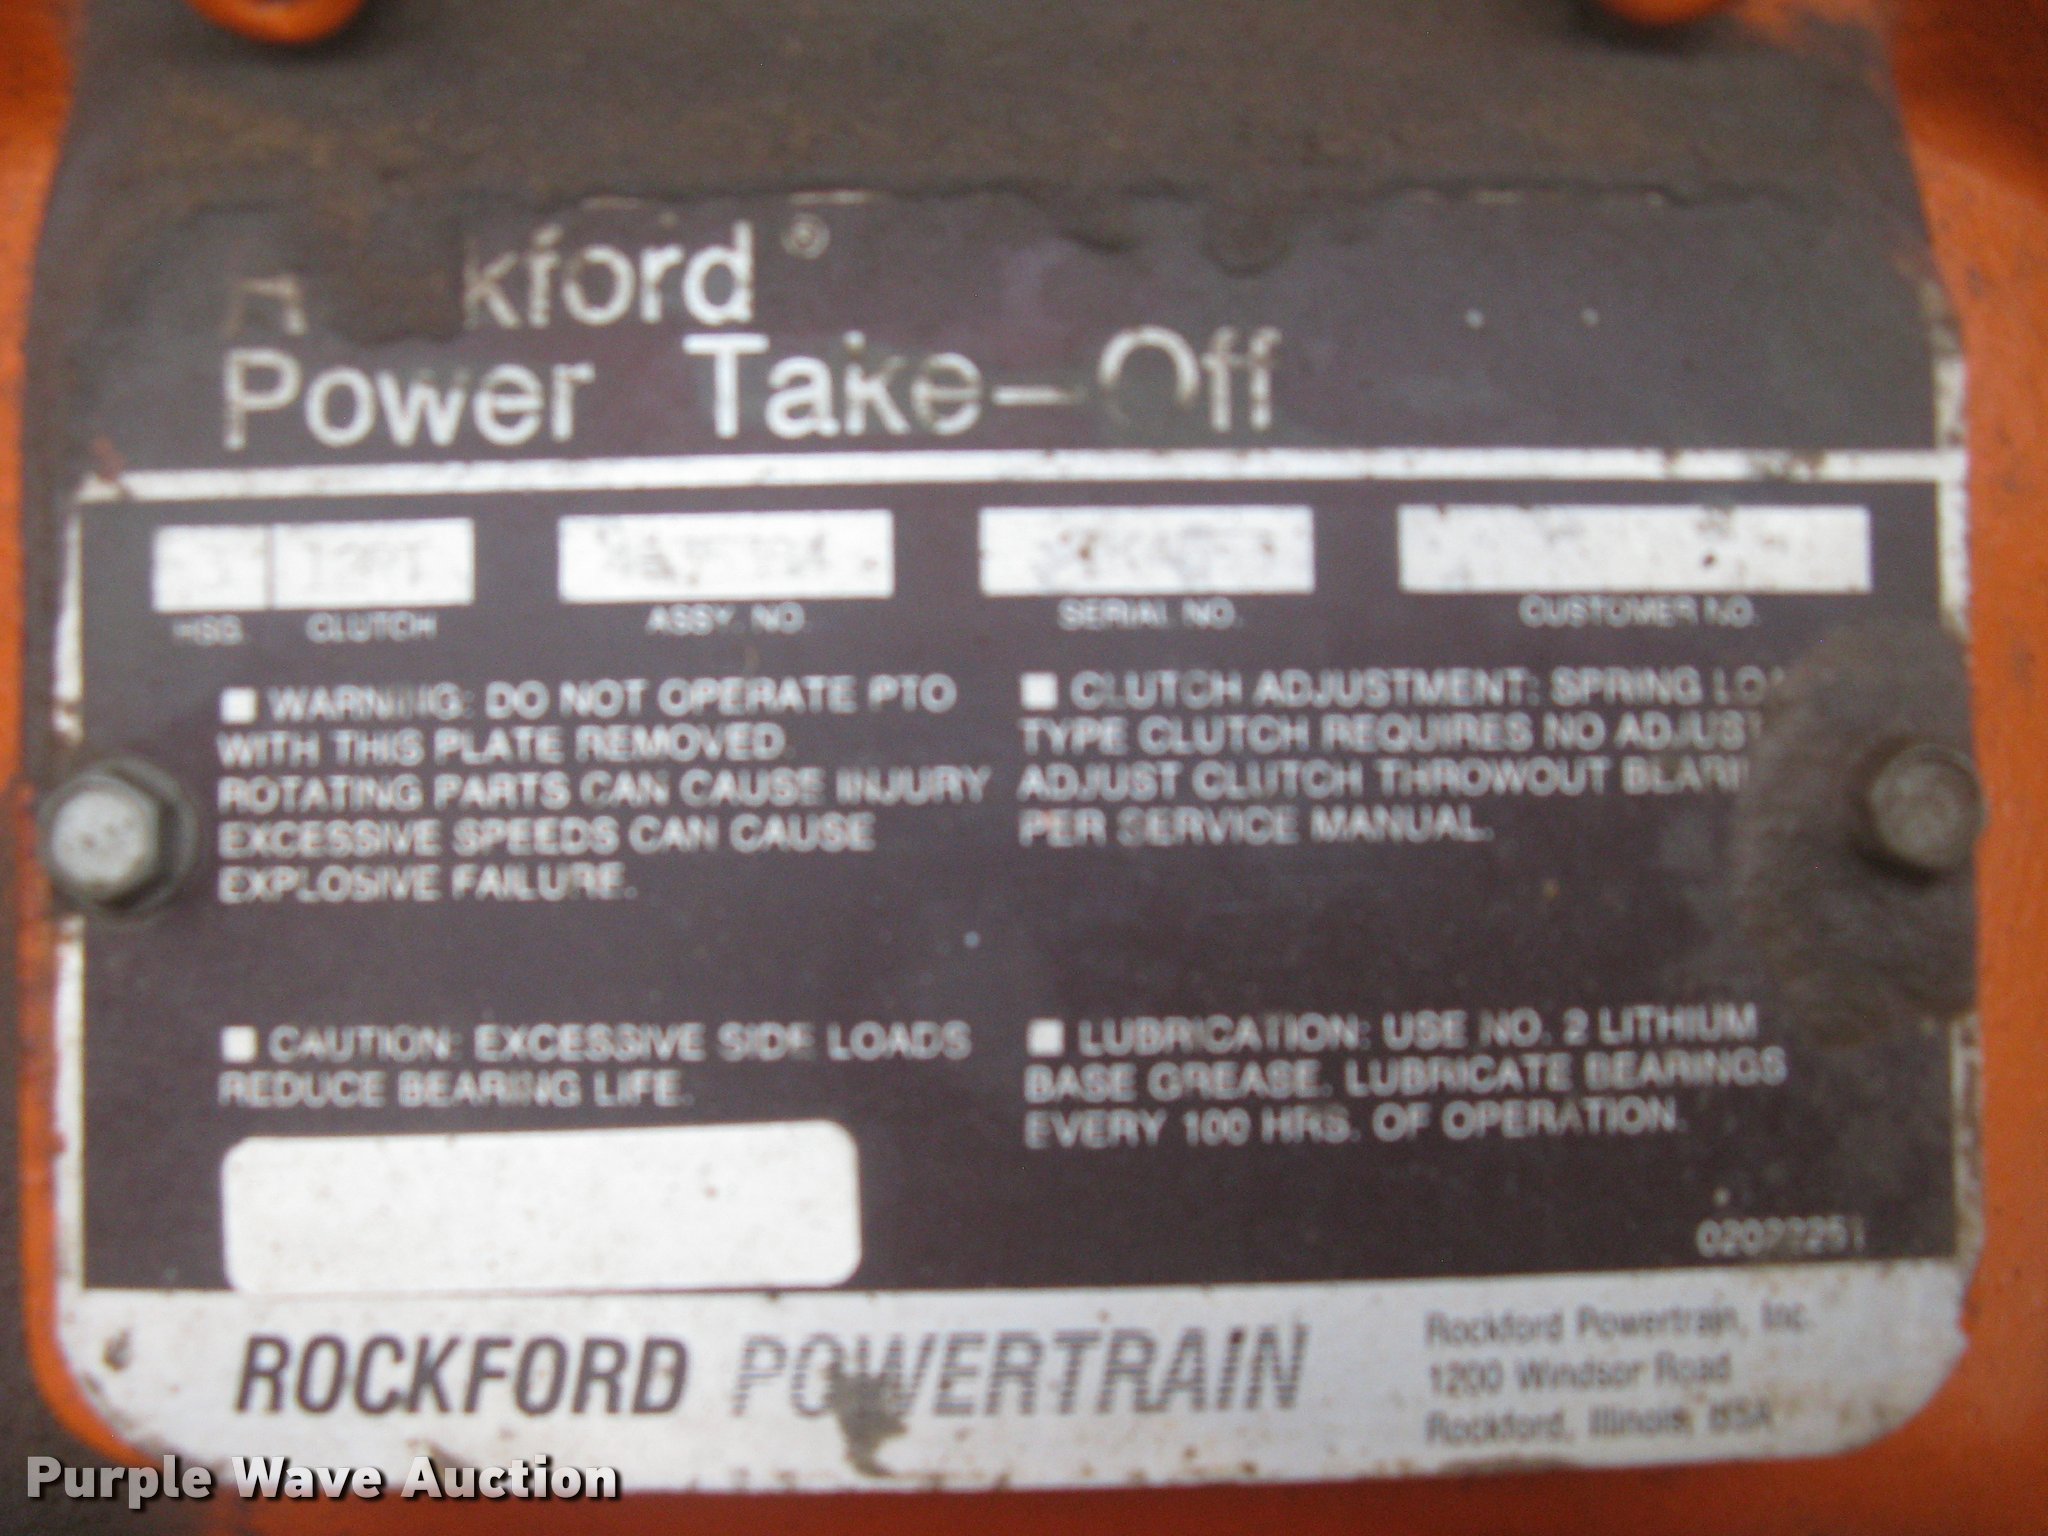 kford®
Power Take-Off
HSG. CLUTCH ASSY. NO. SERIAL NO. CUSTOMER NO.
■ WARNING: DO NOT OPERATE PTO
WITH THIS PLATE REMOVED.
ROTATING PARTS CAN CAUSE INJURY
EXCESSIVE SPEEDS CAN CAUSE
EXPLOSIVE FAILURE.
■ CLUTCH ADJUSTMENT: SPRING
TYPE CLUTCH REQUIRES NO
ADJUST CLUTCH THROWOUT
PER SERVICE MANUAL.
■ CAUTION: EXCESSIVE SIDE LOADS
REDUCE BEARING LIFE.
■ LUBRICATION: USE NO. 2 LITHIUM
BASE GREASE. LUBRICATE BEARINGS
EVERY 100 HRS. OF OPERATION.
ROCKFORD POWERTRAIN
Rockford Powertrain, Inc.
1200 Windsor Road
Rockford, Illinois, USA
Purple Wave Auction